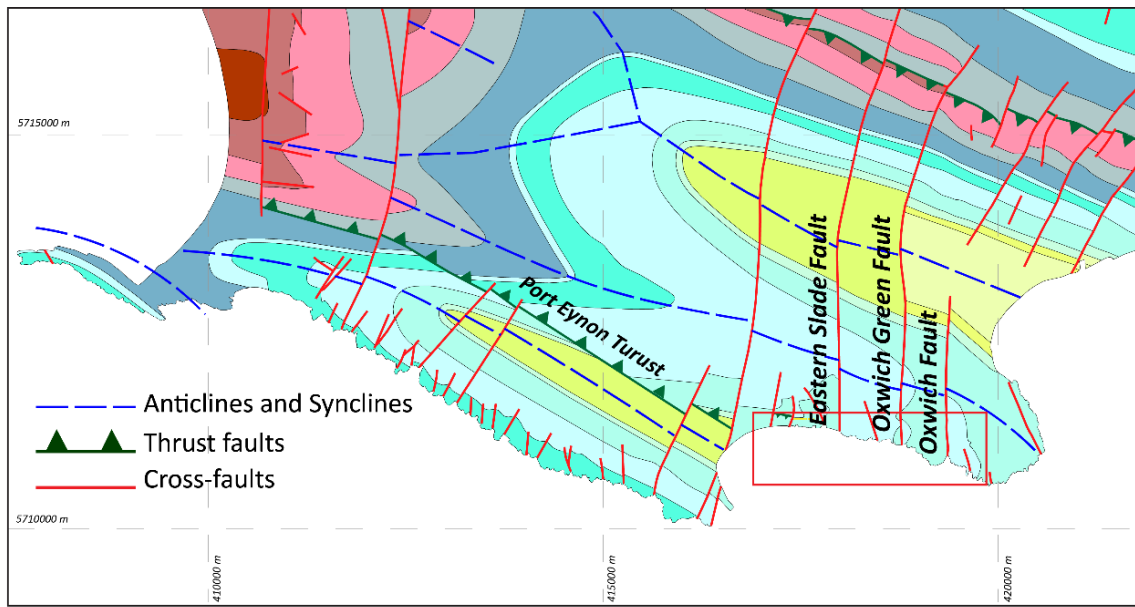 5715000 m
Port Eynon Turust
Eastern Slade Fault
Oxwich Green Fault
Oxwich Fault
Anticlines and Synclines
Thrust faults
Cross-faults
5710000 m
410000 m
415000 m
420000 m